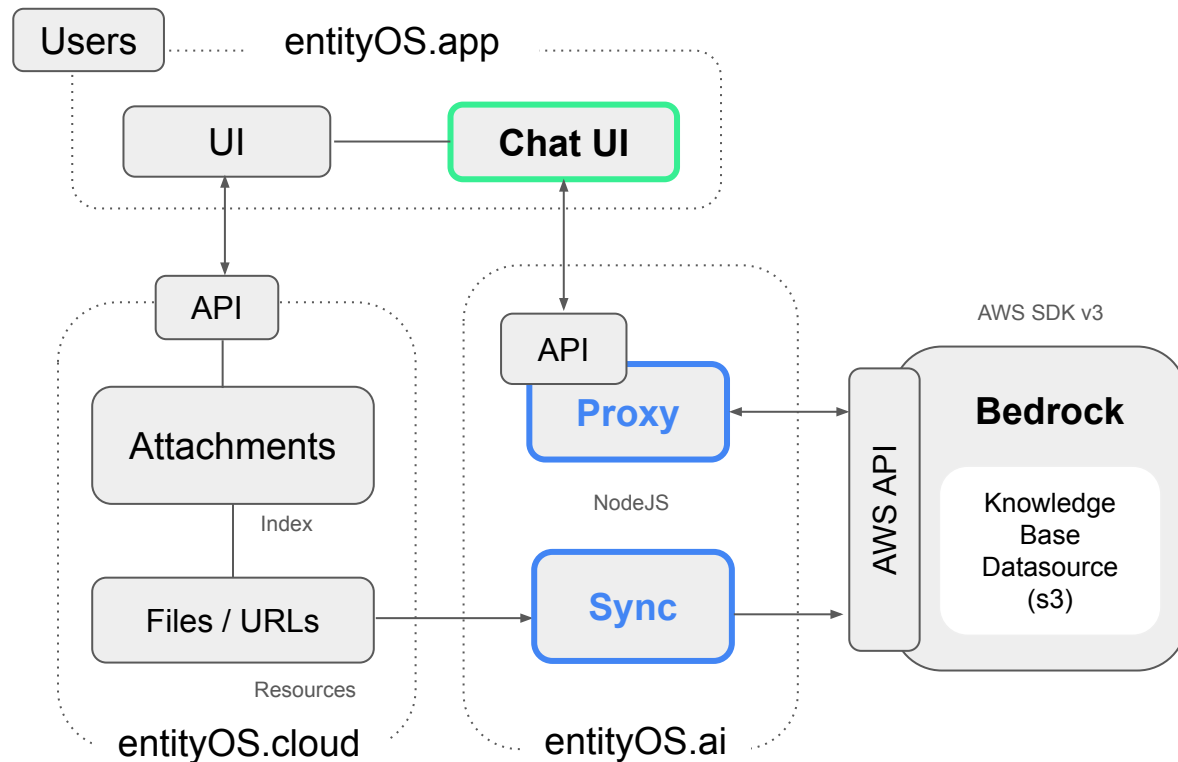 Users
entityOS.app
UI
Chat UI
API
API
Proxy
AWS SDK v3
Bedrock
AWS API
Knowledge
Base
Datasource
(s3)
Attachments
Index
NodeJS
Files / URLs
Sync
Resources
entityOS.cloud
entityOS.ai